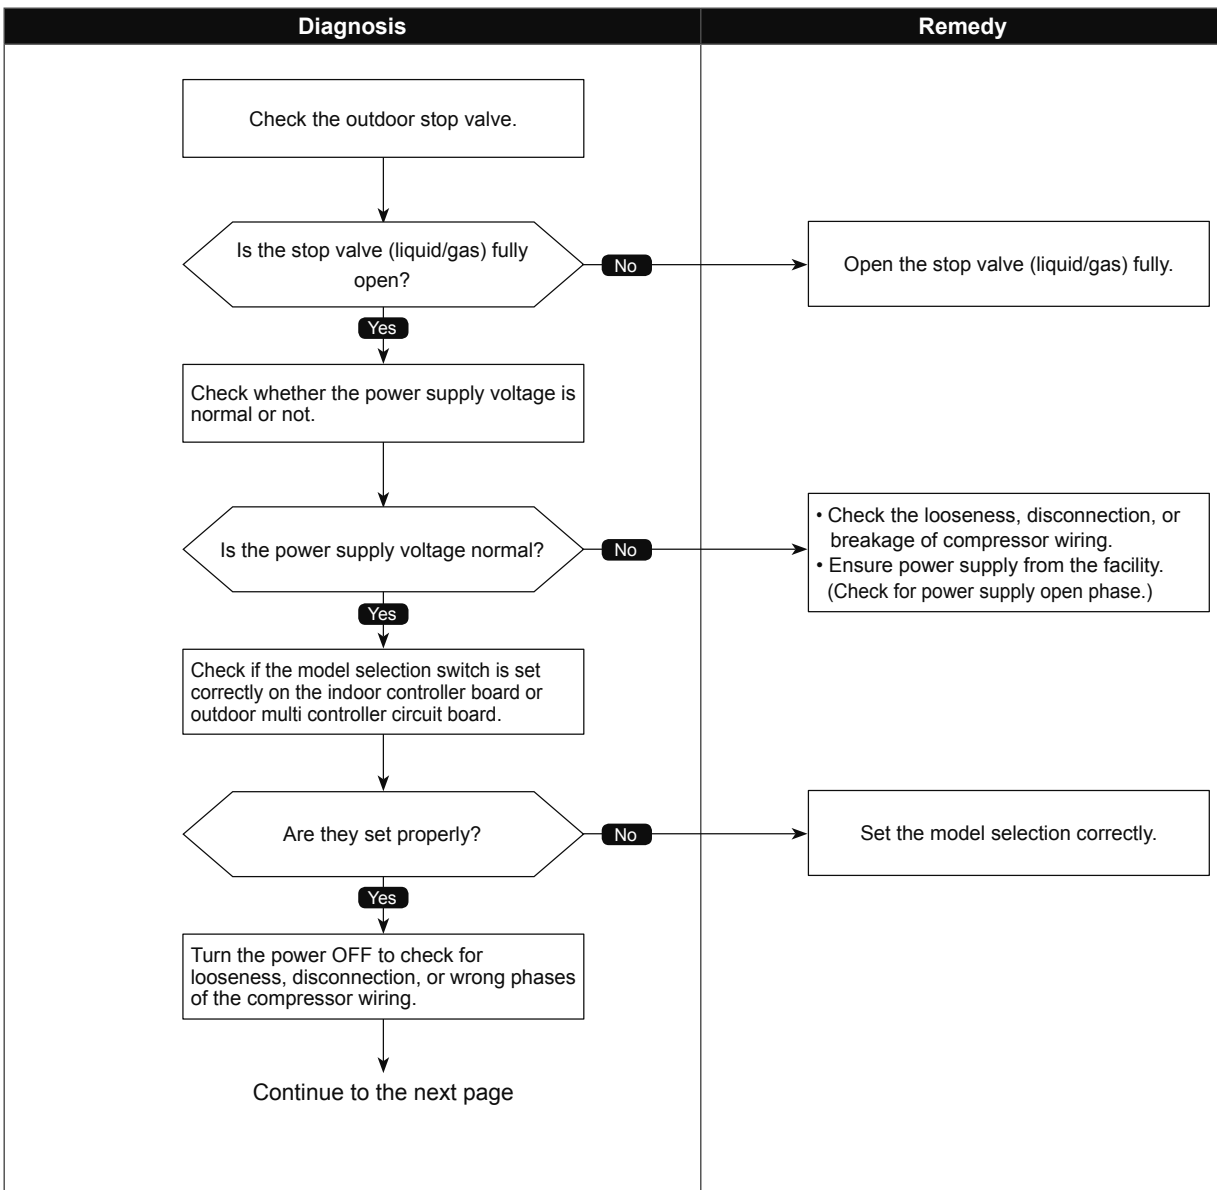 Diagnosis
Remedy
Check the outdoor stop valve.
Is the stop valve (liquid/gas) fully
open?
No
Open the stop valve (liquid/gas) fully.
Yes
Check whether the power supply voltage is
normal or not.
Is the power supply voltage normal?
No
• Check the looseness, disconnection, or
breakage of compressor wiring.
• Ensure power supply from the facility.
(Check for power supply open phase.)
Yes
Check if the model selection switch is set
correctly on the indoor controller board or
outdoor multi controller circuit board.
Are they set properly?
No
Set the model selection correctly.
Yes
Turn the power OFF to check for
looseness, disconnection, or wrong phases
of the compressor wiring.
Continue to the next page